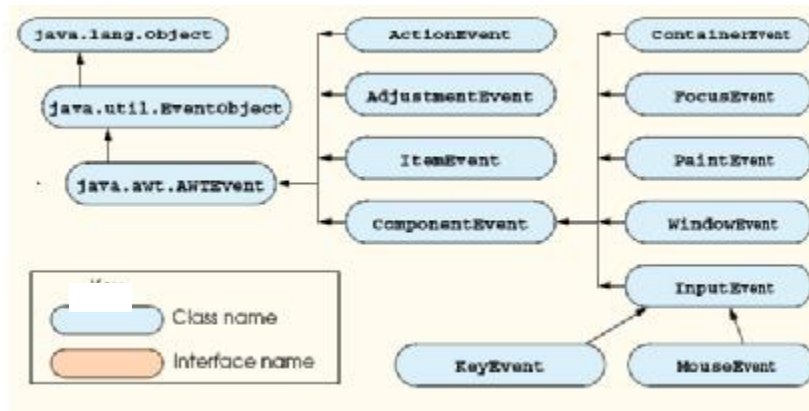 java.lang.Object
java.util.EventObject
java.awt.AWTEvent
ActionEvent
AdjustmentEvent
ItemEvent
ComponentEvent
ContainerEvent
FocusEvent
PaintEvent
WindowEvent
InputEvent
KeyEvent
MouseEvent
Class name
Interface name